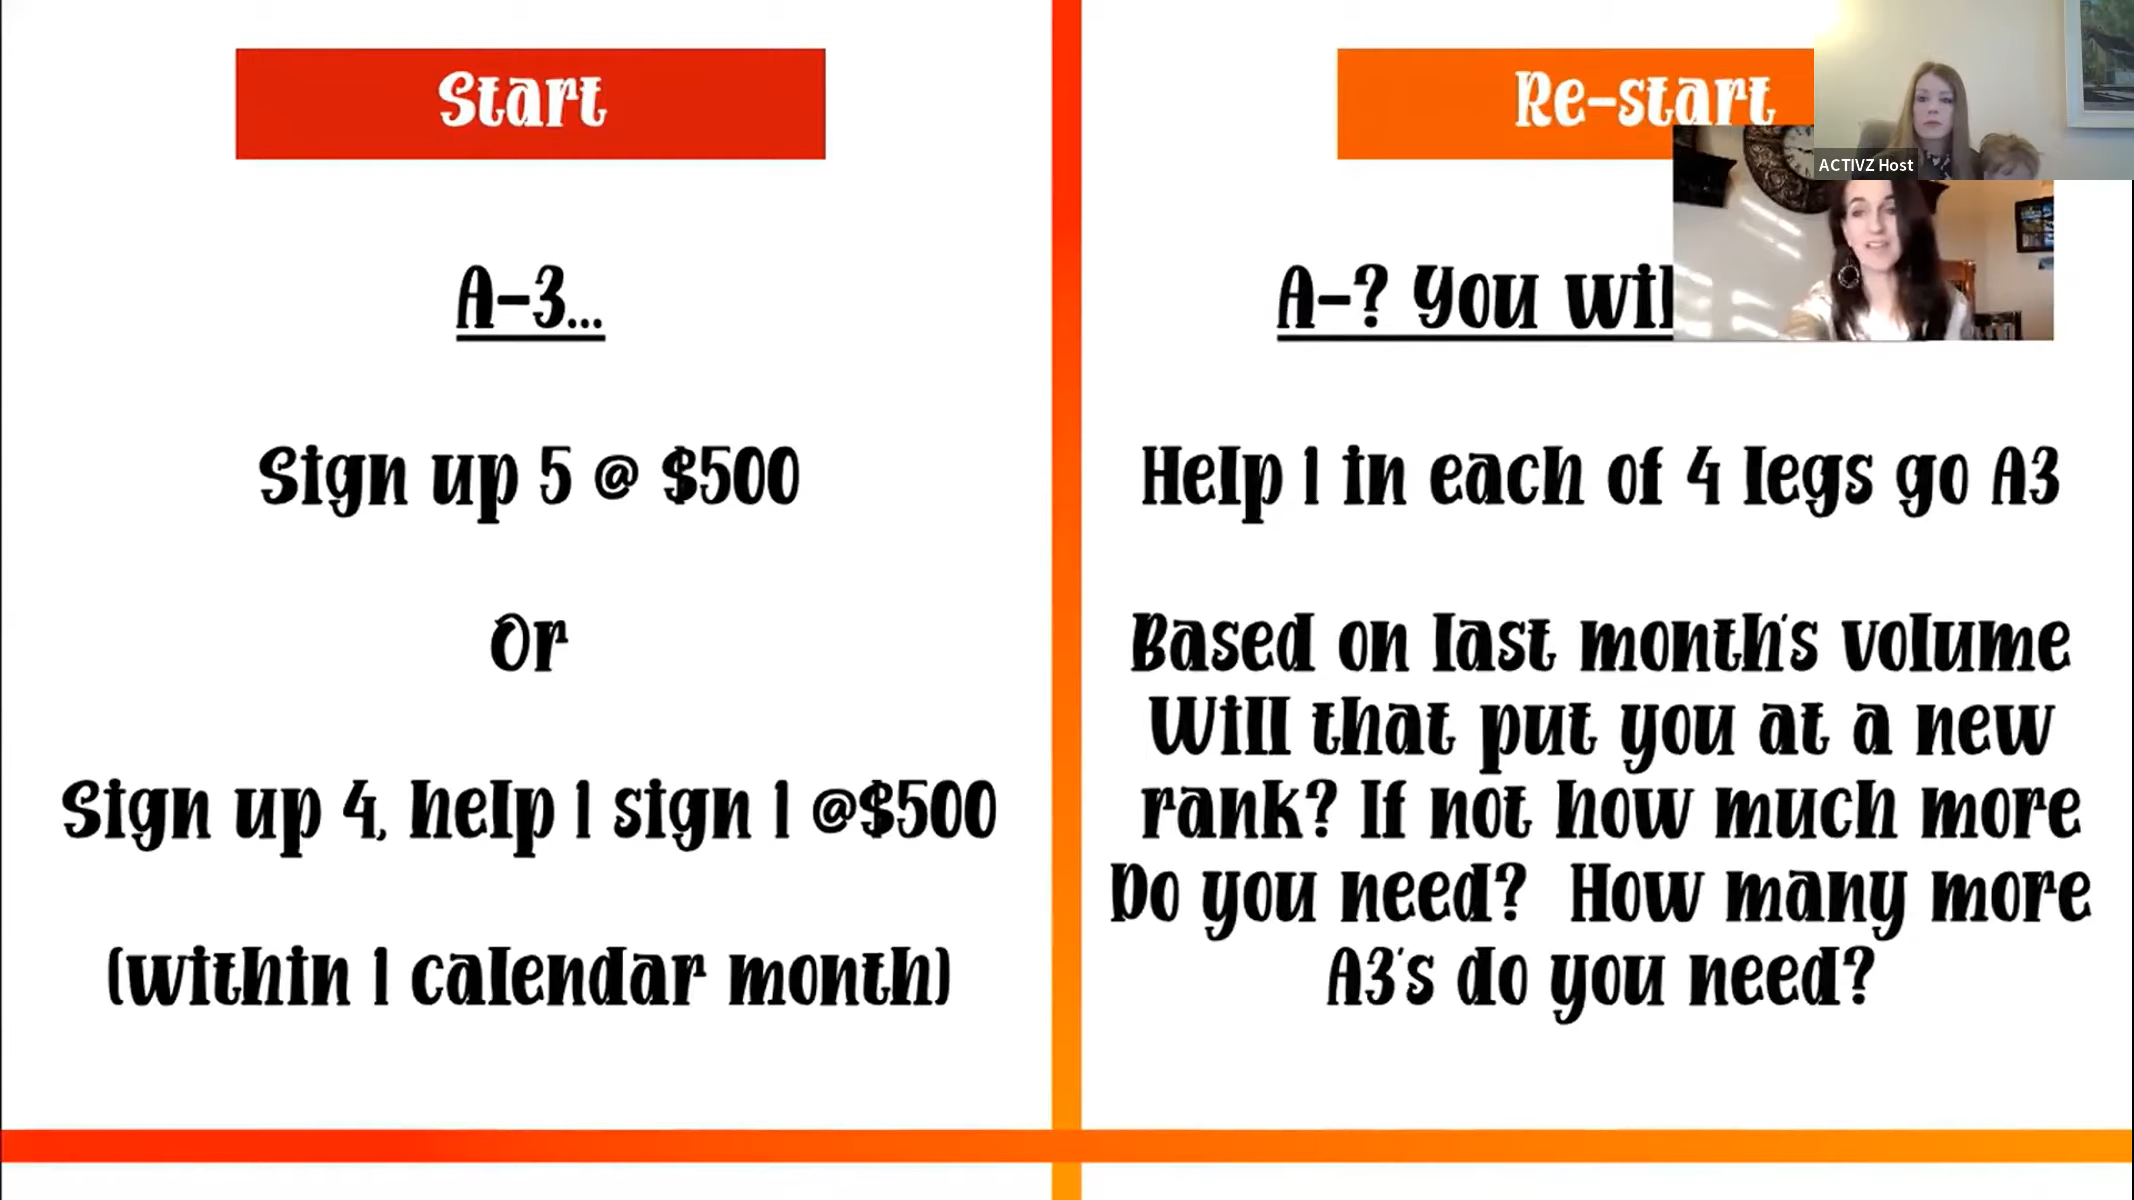 Start
A-3...
Sign up 5 @ $500
Or
Sign up 4, help 1 sign 1 @$500
(within 1 calendar month)
Re-start
A-? You
Help 1 in each of 4 legs go A3
Based on last month's volume
Will that put you at a new
rank? If not how much more
Do you need? How many more
A3's do you need?
ACTIVZ Host